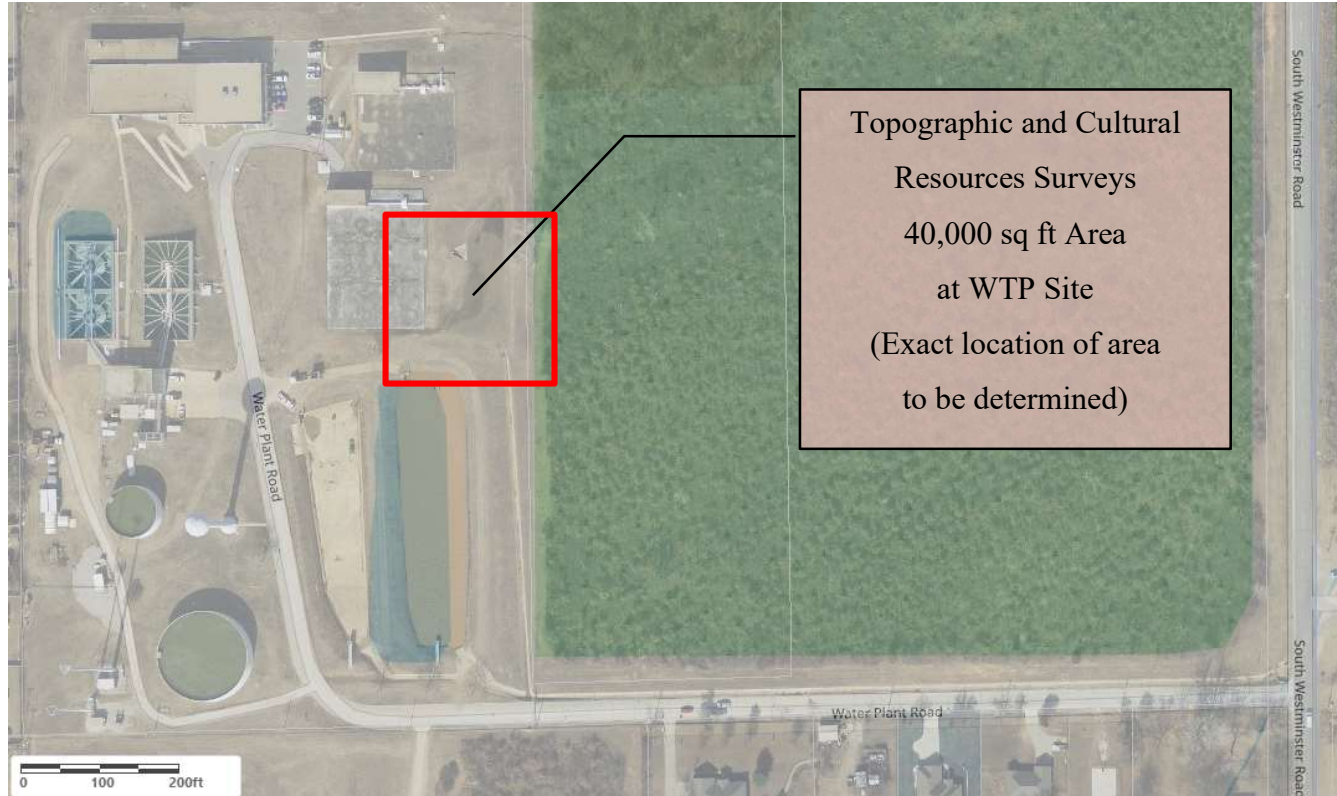 South Westminster Road
Topographic and Cultural
Resources Surveys
40,000 sq ft Area
at WTP Site
(Exact location of area
to be determined)
Water Plant Road
Water Plant Road
South Westminster Road
0 100 200ft